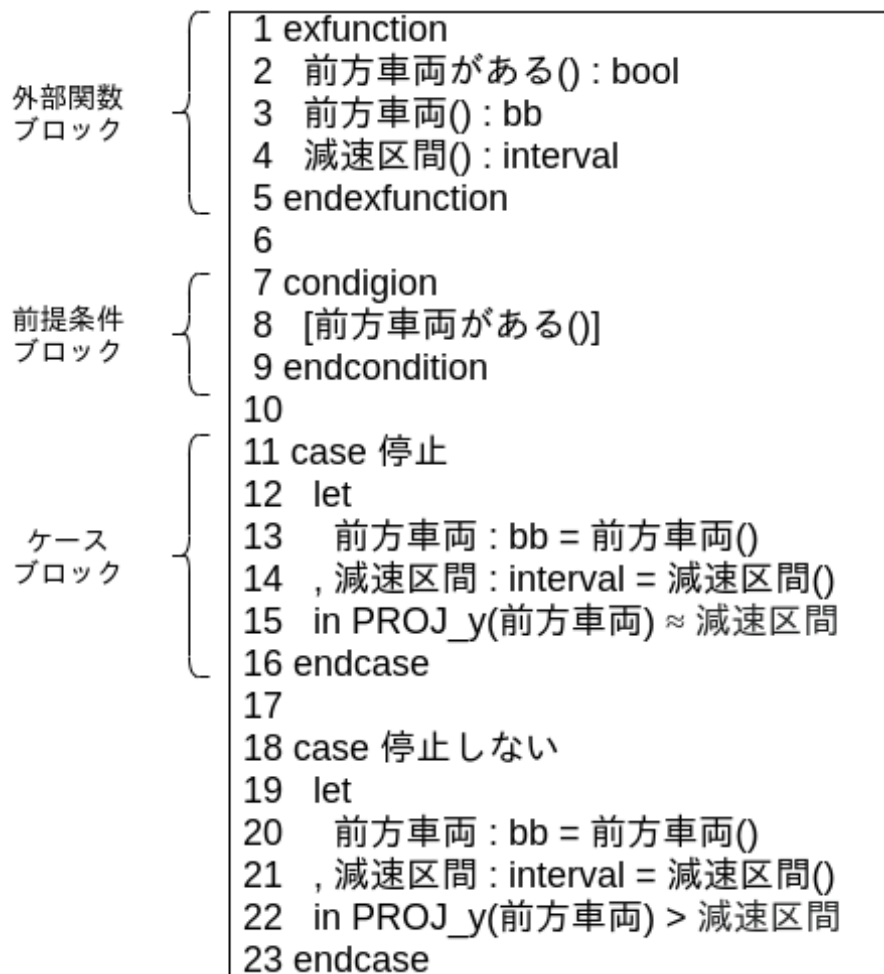 外部関数
ブロック
1 exfunction
2 前方車両がある() : bool
3 前方車両() : bb
4 減速区間() : interval
5 endexfunction
6
前提条件
ブロック
7 condigion
8 [前方車両がある()]
9 endcondition
10
ケース
ブロック
11 case 停止
12 let
13 前方車両 : bb = 前方車両()
14 , 減速区間 : interval = 減速区間()
15 in PROJ_y(前方車両) ≈ 減速区間
16 endcase
17
18 case 停止しない
19 let
20 前方車両 : bb = 前方車両()
21 , 減速区間 : interval = 減速区間()
22 in PROJ_y(前方車両) > 減速区間
23 endcase